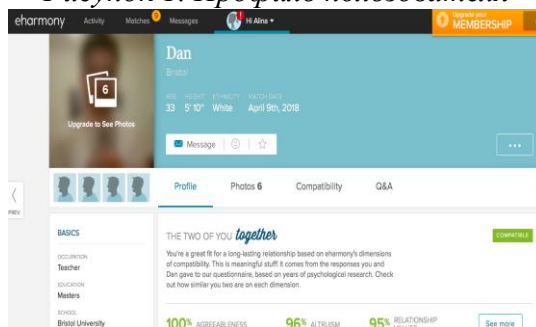 eharmony Activity Matches 9 Messages Hi Alina
Upgrade your
MEMBERSHIP
Dan
Bristol
AGE HEIGHT ETHNICITY MATCH DATE
33 5' 10" White April 9th, 2018
6
Upgrade to See Photos
Message
Profile Photos 6 Compatibility Q&A
PREV
BASICS
OCCUPATION
Teacher
EDUCATION
Masters
SCHOOL
Bristol University
THE TWO OF YOU together
COMPATIBLE
You're a great fit for a long-lasting relationship based on eharmony's dimensions
of compatibility. This is meaningful stuff! It comes from the responses you and
Dan gave to our questionnaire, based on years of psychological research. Check
out how similar you two are on each dimension.
100% AGREEABLENESS 96% ALTRUISM 95% RELATIONSHIP
See more